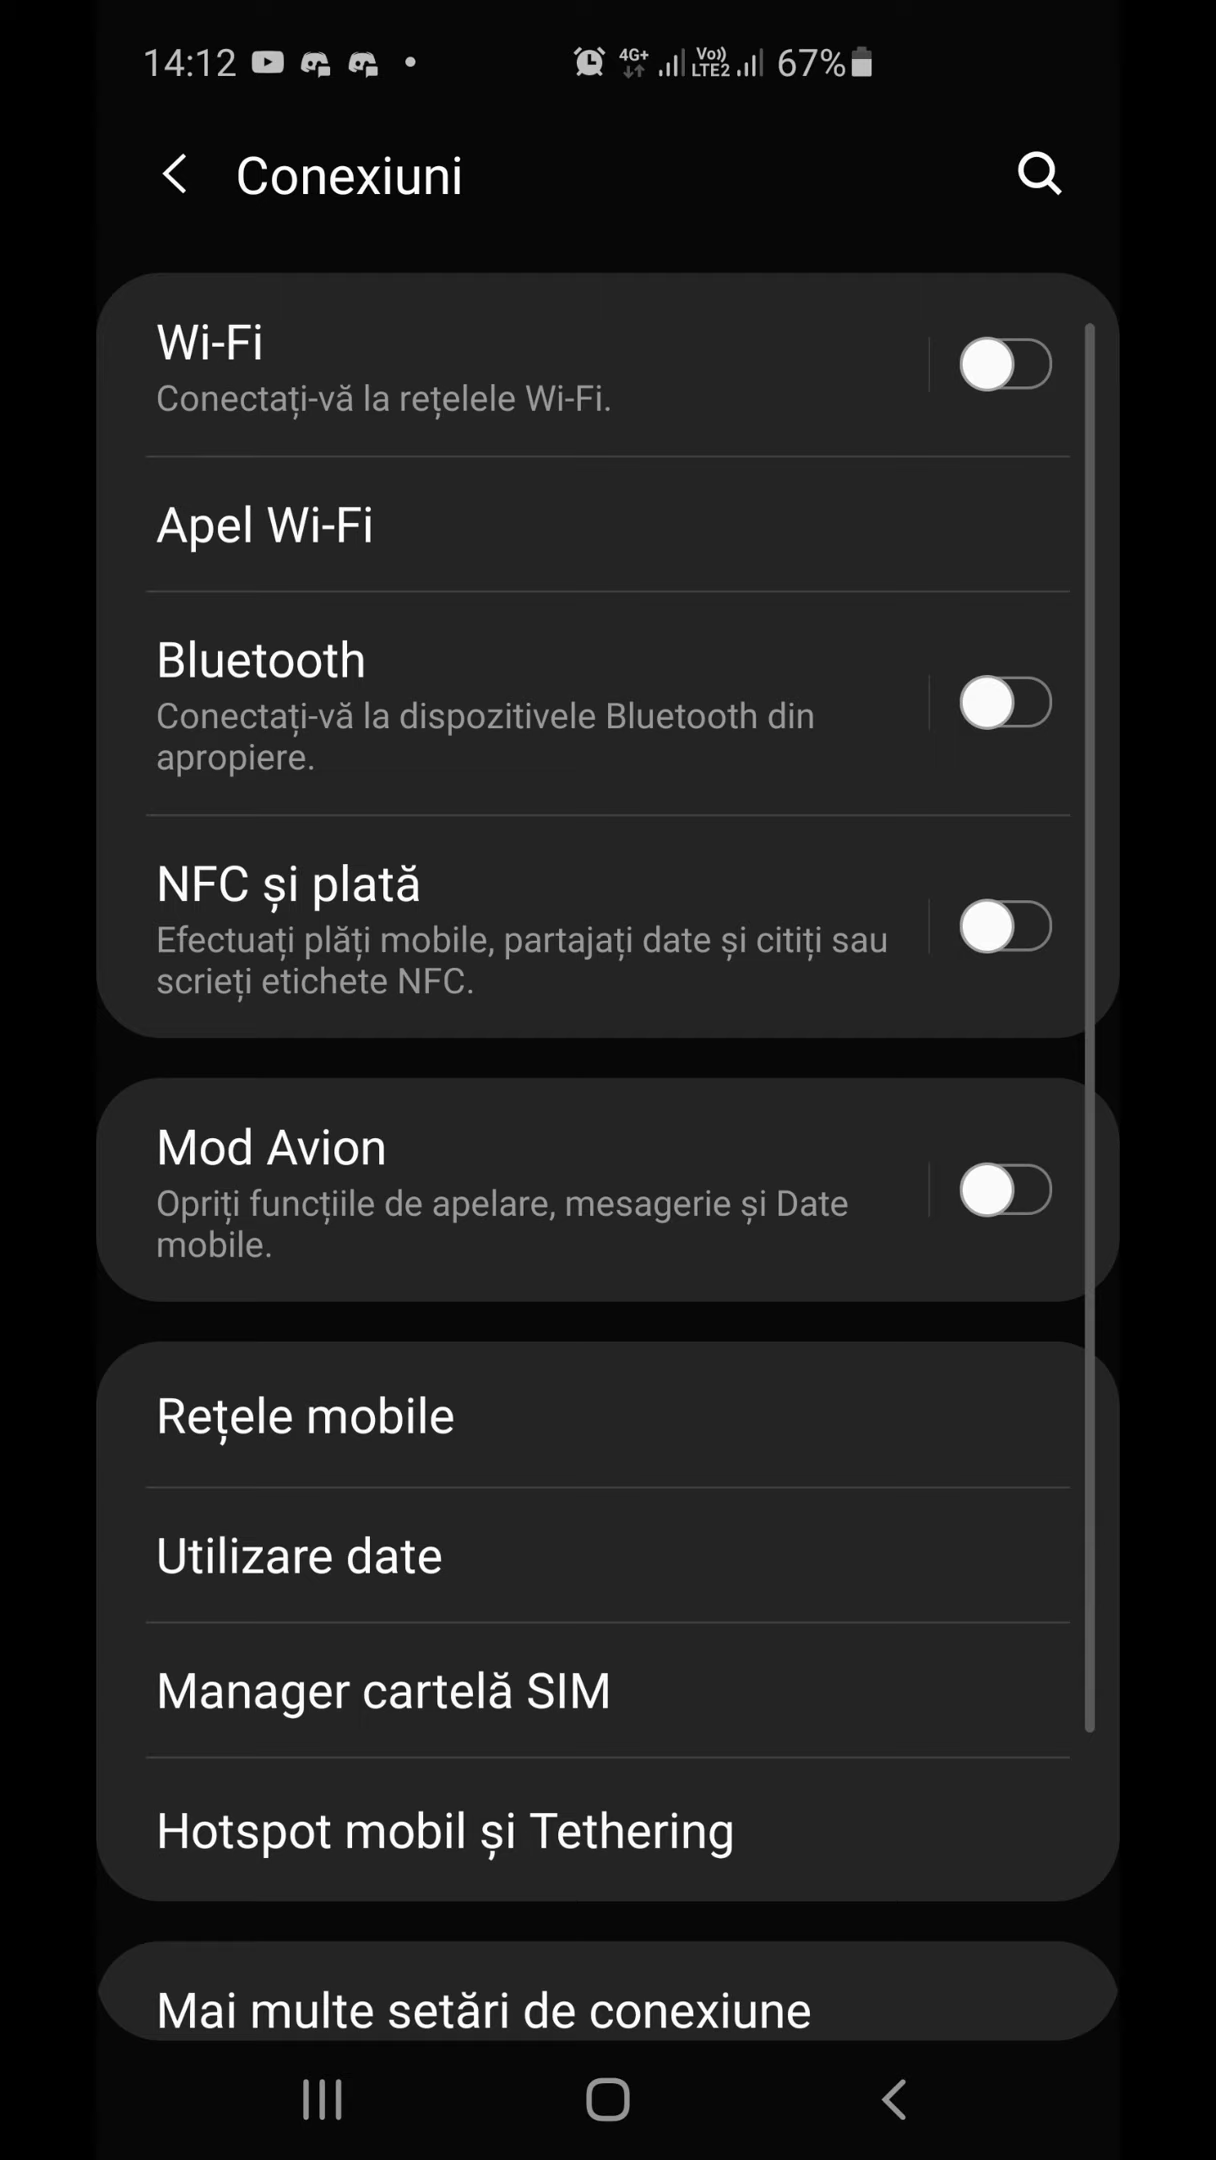 14:12 4G+ Vo)) LTE2 67%
Conexiuni
Wi-Fi
Conectați-vă la rețelele Wi-Fi.
Apel Wi-Fi
Bluetooth
Conectați-vă la dispozitivele Bluetooth din
apropiere.
NFC și plată
Efectuați plăți mobile, partajați date și citiți sau
scrieți etichete NFC.
Mod Avion
Opriți funcțiile de apelare, mesagerie și Date
mobile.
Rețele mobile
Utilizare date
Manager cartelă SIM
Hotspot mobil și Tethering
Mai multe setări de conexiune